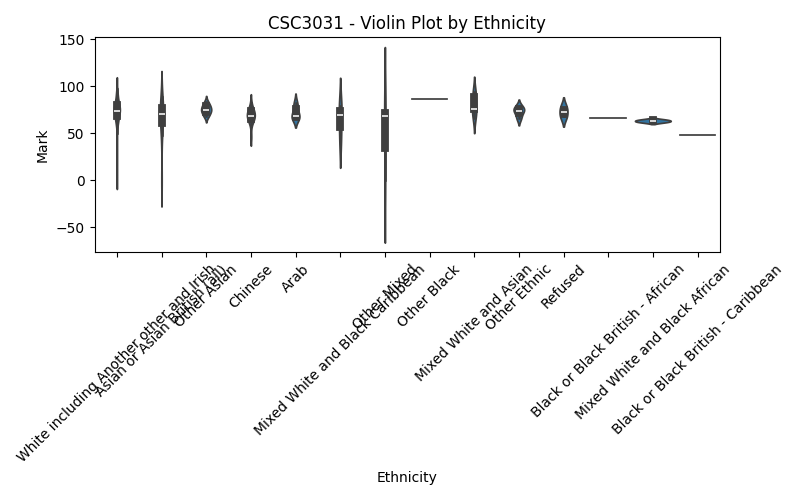 CSC3031 - Violin Plot by Ethnicity
Mark
150
100
50
0
−50
White including Another other and Irish
Asian or Asian British (all)
Other Asian
Chinese
Arab
Mixed White and Black Caribbean
Other Mixed
Other Black
Mixed White and Asian
Other Ethnic
Refused
Black or Black British - African
Mixed White and Black African
Black or Black British - Caribbean
Ethnicity